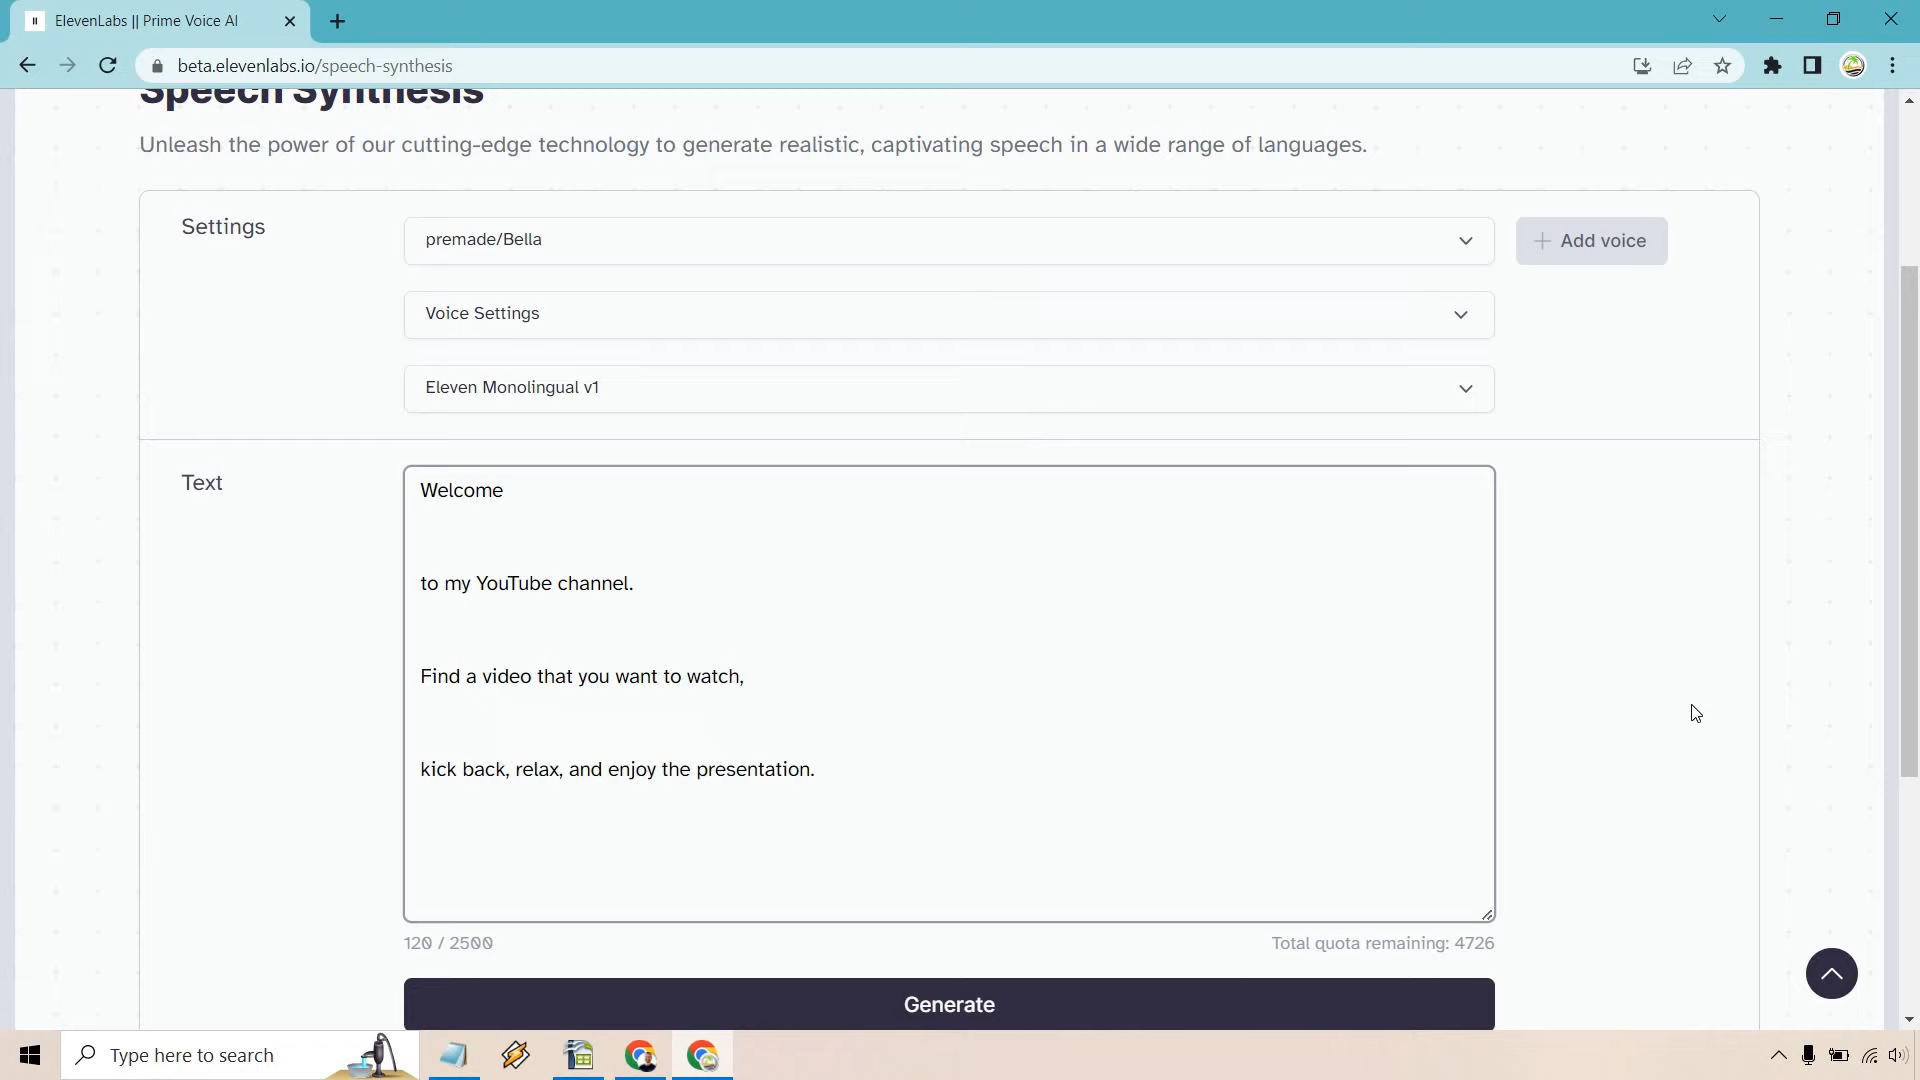 ElevenLabs || Prime Voice AI
beta.elevenlabs.io/speech-synthesis
Speech Synthesis
Unleash the power of our cutting-edge technology to generate realistic, captivating speech in a wide range of languages.
Settings
premade/Bella
Add voice
Voice Settings
Eleven Monolingual v1
Text
Welcome
to my YouTube channel.
Find a video that you want to watch,
kick back, relax, and enjoy the presentation.
120 / 2500
Total quota remaining: 4726
Generate
Type here to search